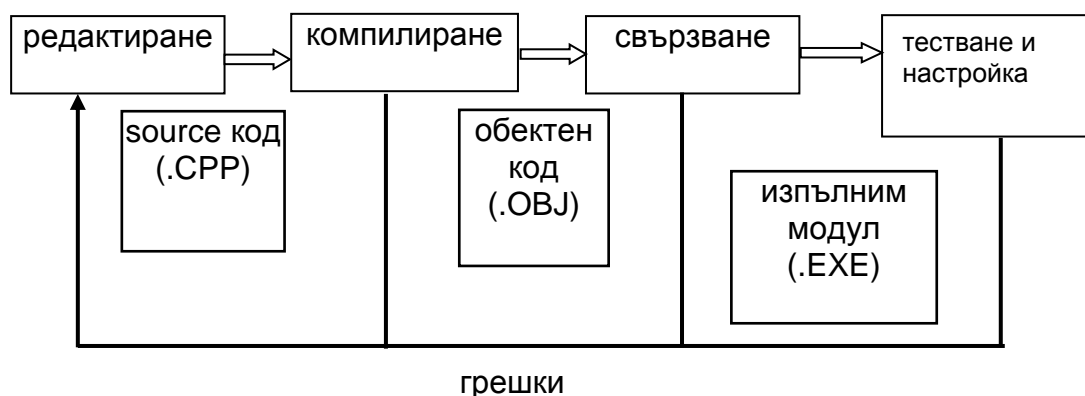 редактиране
компилиране
свързване
тестване и
настройка
source код
(.CPP)
обектен
код
(.OBJ)
изпълним
модул
(.EXE)
грешки